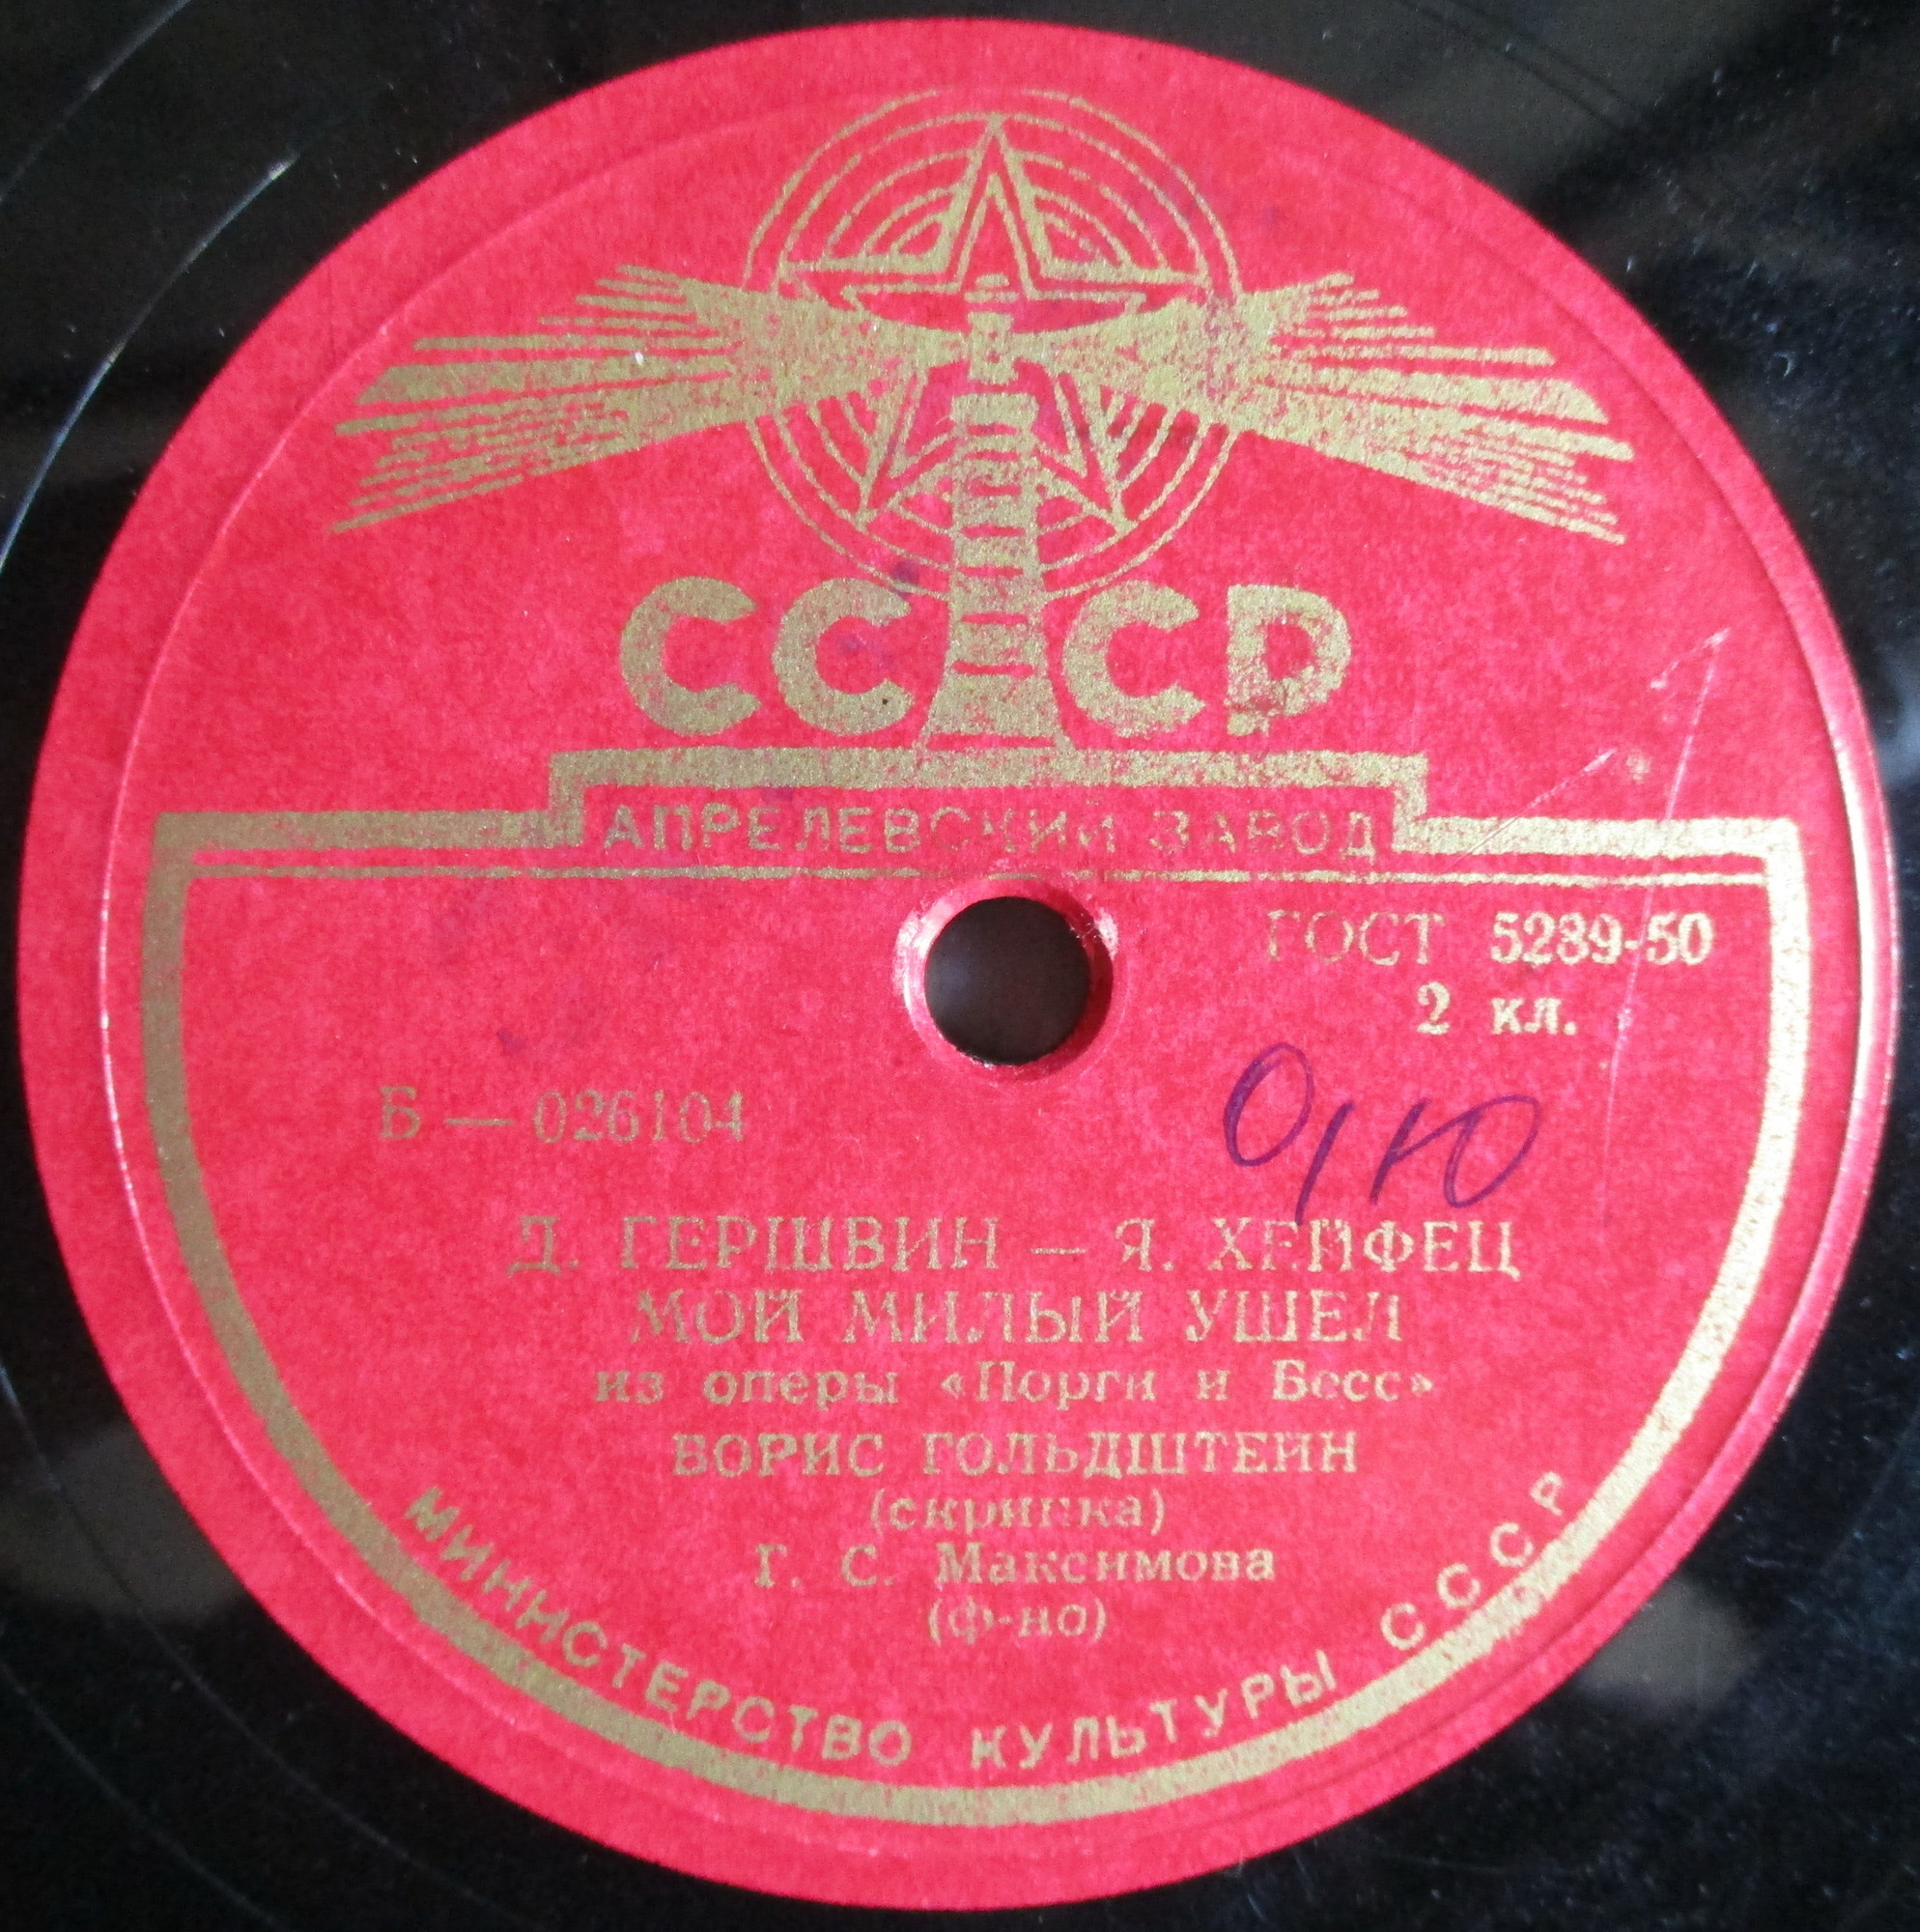 СССР
АПРЕЛЕВСКИЙ ЗАВОД
ГОСТ 5289-50
2 кл.
Б — 026104
Д. ГЕРШВИН — Я. ХЕЙФЕЦ
МОЙ МИЛЫЙ УШЕЛ
из оперы «Порги и Бесс»
БОРИС ГОЛЬДШТЕЙН
(скрипка)
Г. С. Максимова
(ф-но)
МИНИСТЕРСТВО КУЛЬТУРЫ СССР